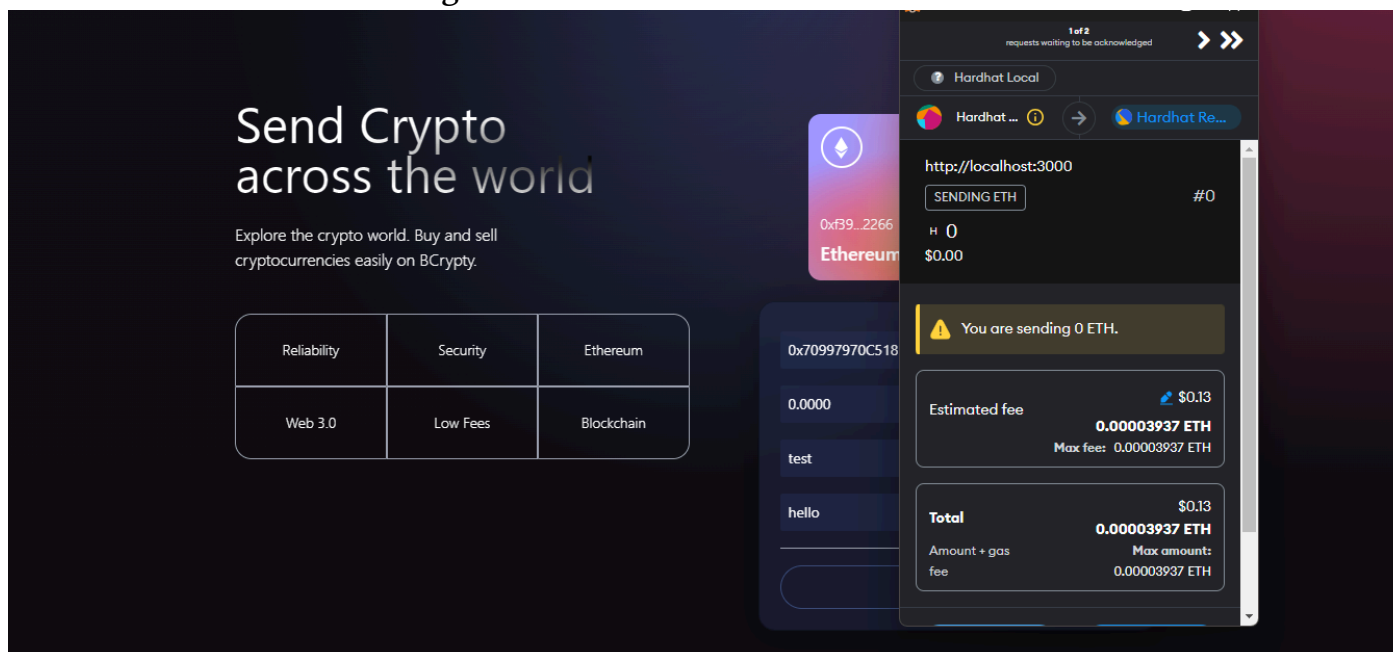 Send Crypto
across the world
Explore the crypto world. Buy and sell
cryptocurrencies easily on BCrypty.
Reliability
Security
Ethereum
Web 3.0
Low Fees
Blockchain
0xf39...2266
Ethereum
0x70997970C518
0.0000
test
hello
1 of 2
requests waiting to be acknowledged
Hardhat Local
Hardhat ...
Hardhat Re...
http://localhost:3000
SENDING ETH
#0
H 0
$0.00
You are sending 0 ETH.
Estimated fee
$0.13
0.00003937 ETH
Max fee: 0.00003937 ETH
Total
$0.13
0.00003937 ETH
Amount + gas
fee
Max amount:
0.00003937 ETH